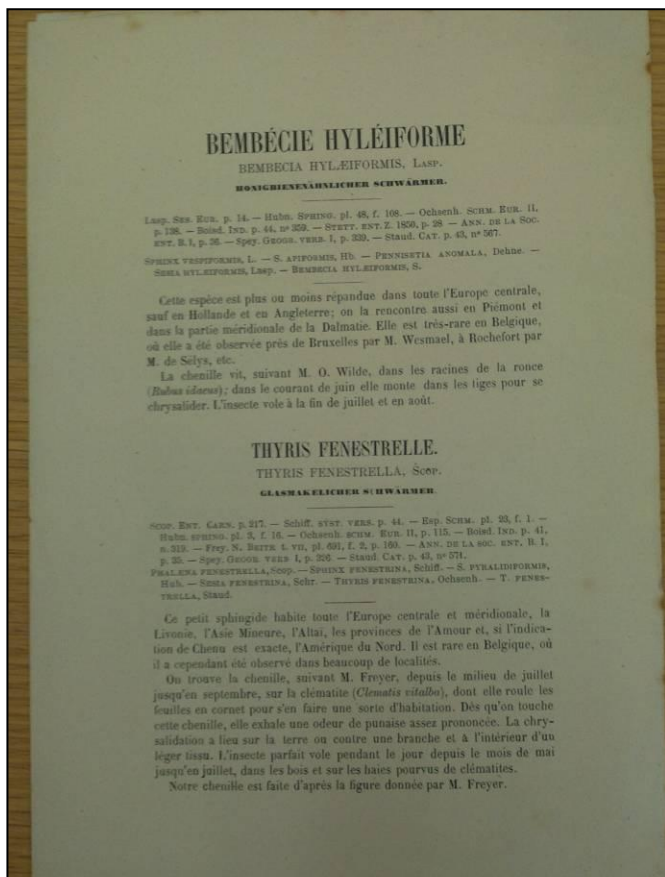 BEMBÉCIE HYLÉIFORME
BEMBECIA HYLÆIFORMIS, Lasp.
HONIGBIENENÄHNLICHER SCHWÄRMER.
Lasp. Ses. Eur. p. 14. — Hubn. Sphing. pl. 48, f. 108. — Ochsenh. Schm. Eur. II,
p. 138. — Boisd. Ind. p. 44, nº 359. — Stett. Ent. Z. 1850, p. 28 — Ann. de la Soc.
ent. B. I, p. 36. — Spey. Geogr. verb. I, p. 339. — Staud. Cat. p. 43, nº 567.
Sphinx vespiformis, L. — S. apiformis, Hb. — Pennisetia anomala, Dehne. —
Sesia hylæiformis, Lasp. — Bembecia hylæiformis, S.
Cette espèce est plus ou moins répandue dans toute l'Europe centrale,
sauf en Hollande et en Angleterre; on la rencontre aussi en Piémont et
dans la partie méridionale de la Dalmatie. Elle est très-rare en Belgique,
où elle a été observée près de Bruxelles par M. Wesmael, à Rochefort par
M. de Sélys, etc.
La chenille vit, suivant M. O. Wilde, dans les racines de la ronce
(Rubus idaeus); dans le courant de juin elle monte dans les tiges pour se
chrysalider. L'insecte vole à la fin de juillet et en août.
THYRIS FENESTRELLE.
THYRIS FENESTRELLA, Scop.
GLASMAKELICHER SCHWÄRMER.
Scop. Ent. Carn. p. 217. — Schiff. syst. vers. p. 44. — Esp. Schm. pl. 93, f. 1. —
Hubn. sphing. pl. 3, f. 16. — Ochsenh. schm. Eur. II, p. 115. — Boisd. Ind. p. 41,
n. 319. — Frey. N. Beitr. t. VII, pl. 601, f. 2, p. 160. — Ann. de la soc. ent. B. I,
p. 35. — Spey. Geogr. verb I, p. 326. — Staud. Cat. p. 43, nº 574.
Phalæna fenestrella, Scop. — Sphinx fenestrina, Schiff. — S. pyralidiformis,
Hub. — Sesia fenestrina, Schr. — Thyris fenestrina, Ochsenh. — T. fenes-
trella, Staud.
Ce petit sphingide habite toute l'Europe centrale et méridionale, la
Livonie, l'Asie Mineure, l'Altaï, les provinces de l'Amour et, si l'indica-
tion de Chenu est exacte, l'Amérique du Nord. Il est rare en Belgique, où
il a cependant été observé dans beaucoup de localités.
On trouve la chenille, suivant M. Freyer, depuis le milieu de juillet
jusqu'en septembre, sur la clématite (Clematis vitalba), dont elle roule les
feuilles en cornet pour s'en faire une sorte d'habitation. Dès qu'on touche
cette chenille, elle exhale une odeur de punaise assez prononcée. La chry-
salidation a lieu sur la terre ou contre une branche et à l'intérieur d'un
léger tissu. L'insecte parfait vole pendant le jour depuis le mois de mai
jusqu'en juillet, dans les bois et sur les haies pourvus de clématites.
Notre chenille est faite d'après la figure donnée par M. Freyer.